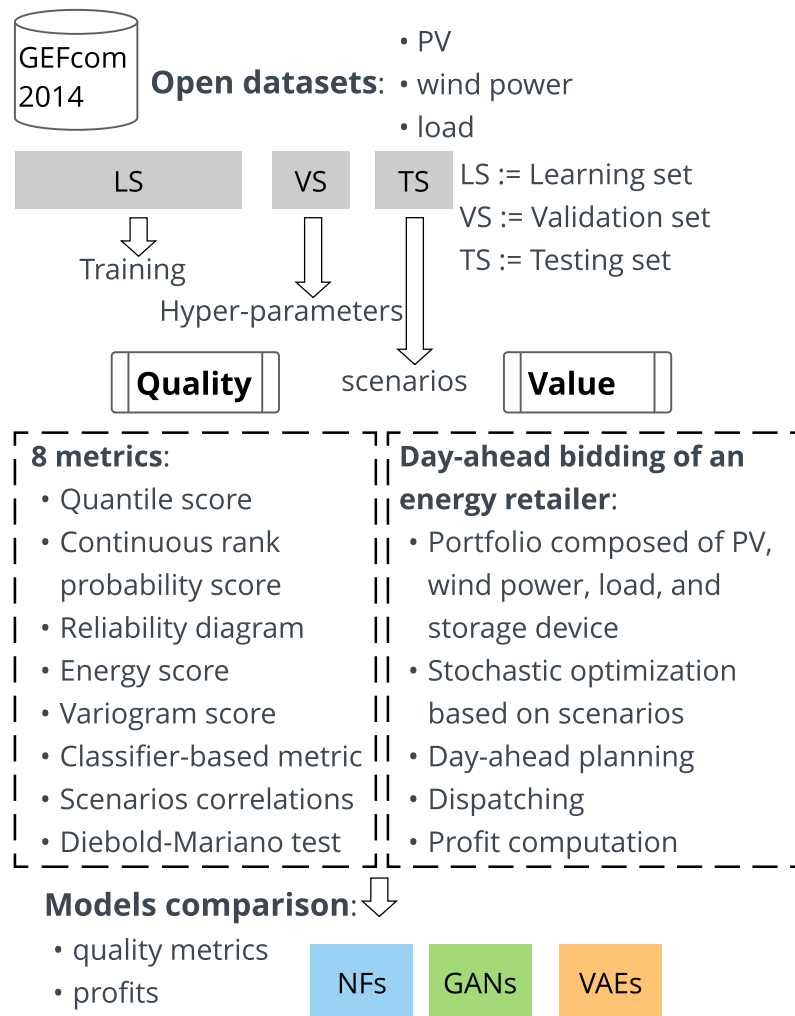 GEFcom
2014
Open datasets:
• PV
• wind power
• load
LS
VS
TS
LS := Learning set
VS := Validation set
TS := Testing set
Training
Hyper-parameters
scenarios
Quality
Value
8 metrics:
• Quantile score
• Continuous rank
probability score
• Reliability diagram
• Energy score
• Variogram score
• Classifier-based metric
• Scenarios correlations
• Diebold-Mariano test
Day-ahead bidding of an
energy retailer:
• Portfolio composed of PV,
wind power, load, and
storage device
• Stochastic optimization
based on scenarios
• Day-ahead planning
• Dispatching
• Profit computation
Models comparison:
• quality metrics
• profits
NFs
GANs
VAEs